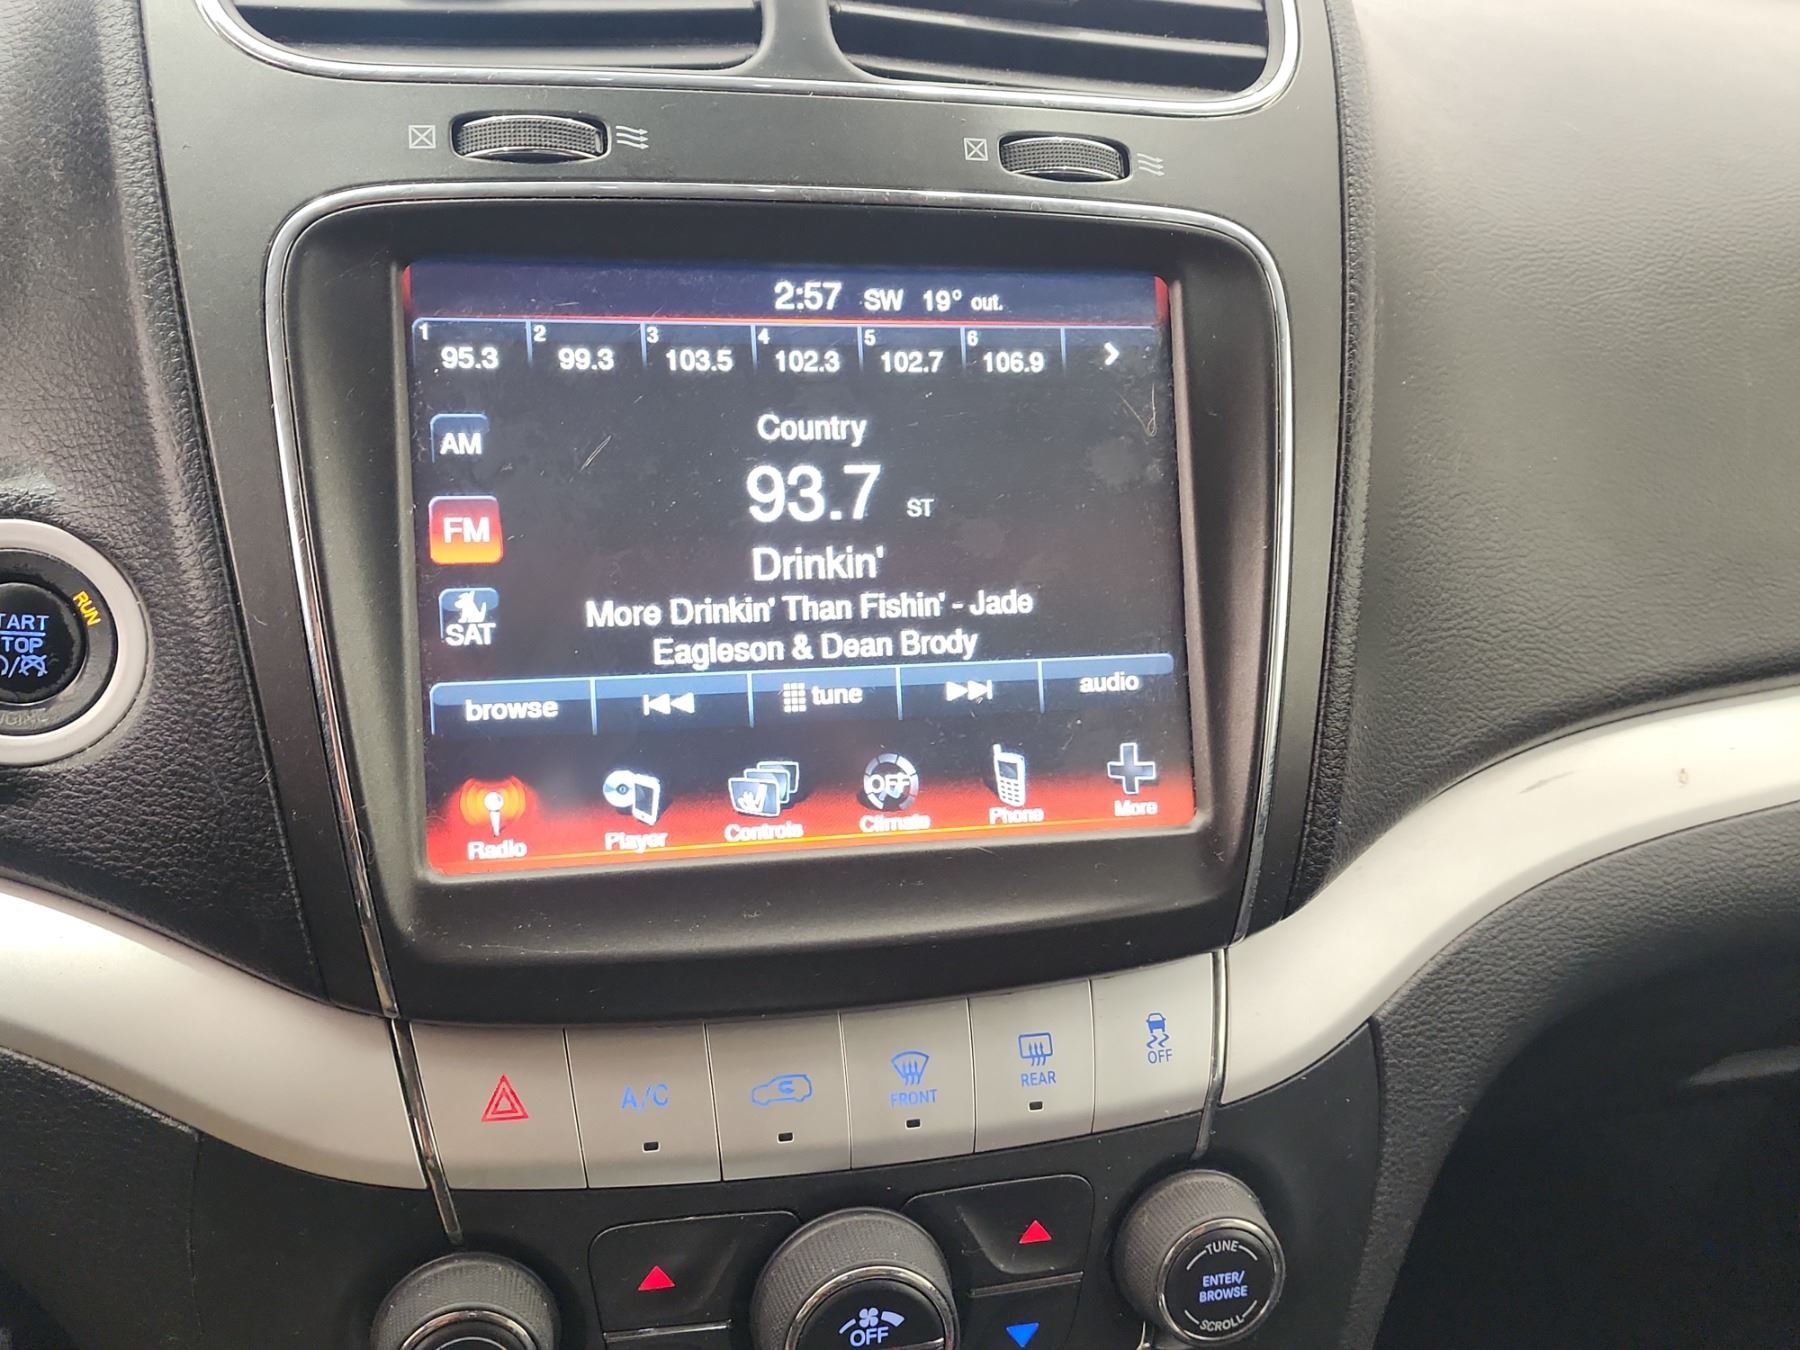 2:57 SW 19° out.
1 95.3 2 99.3 3 103.5 4 102.3 5 102.7 6 106.9
Country
AM
93.7 ST
FM
Drinkin'
More Drinkin' Than Fishin' - Jade
Eagleson & Dean Brody
SAT
browse tune audio
OFF
Radio Player Controls Climate Phone More
RUN
START
STOP
A/C
FRONT
REAR
OFF
TUNE
ENTER/
BROWSE
SCROLL
OFF